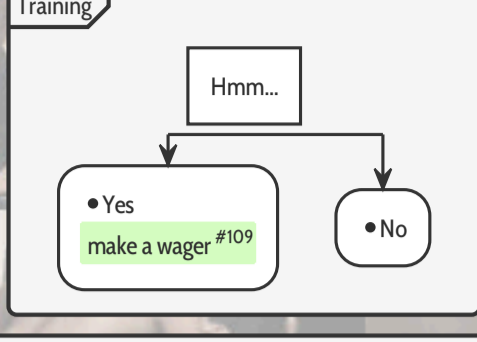 Training
Hmm...
• Yes
make a wager #109
• No